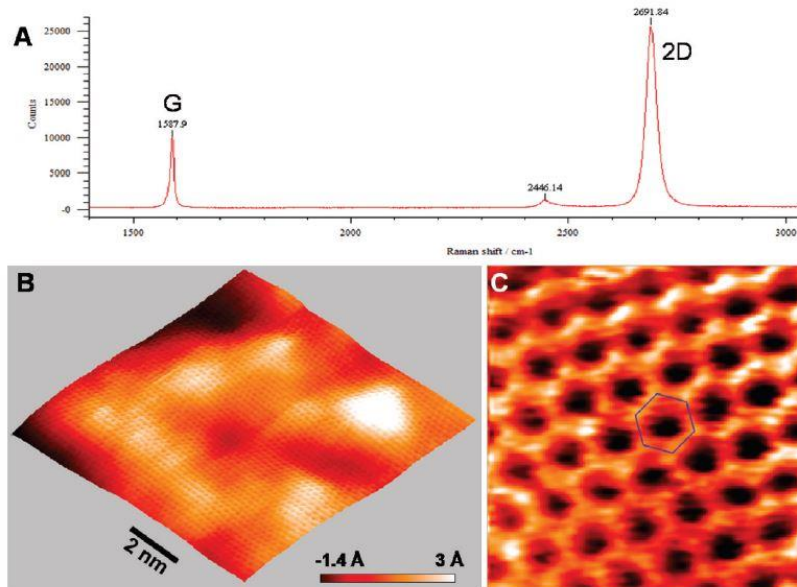 A
2691.84
2D
G
1587.9
2446.14
25000
20000
15000
10000
5000
-0
Counts
1500
2000
2500
3000
Raman shift / cm-1
B
2 nm
-1.4 Å
3 Å
C